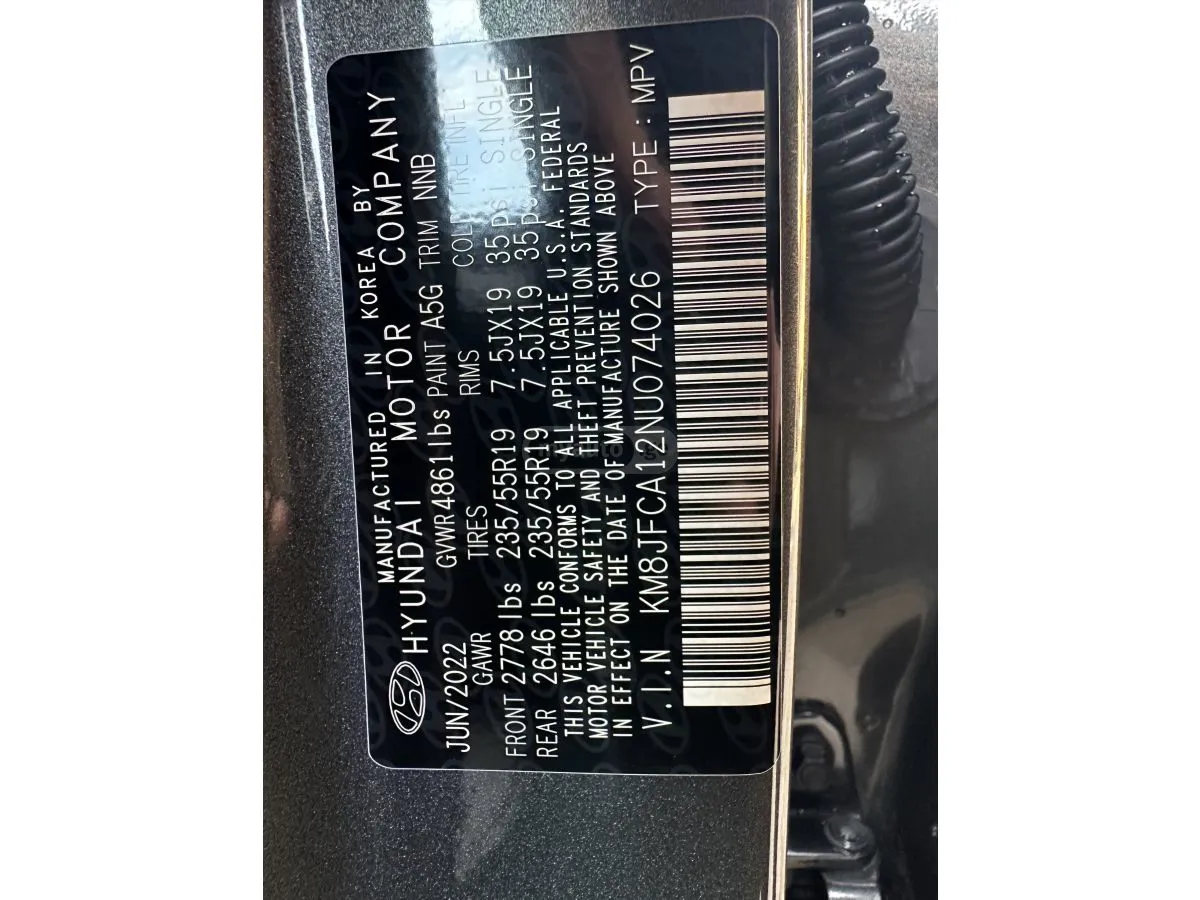 MANUFACTURED IN KOREA BY
HYUNDAI MOTOR COMPANY
JUN/2022 GVWR 4861 lbs PAINT A5G TRIM NNB
GAWR TIRES RIMS COLD TIRE INFL
FRONT 2778 lbs 235/55R19 7.5JX19 35 psi SINGLE
REAR 2646 lbs 235/55R19 7.5JX19 35 psi SINGLE
THIS VEHICLE CONFORMS TO ALL APPLICABLE U.S.A. FEDERAL
MOTOR VEHICLE SAFETY AND THEFT PREVENTION STANDARDS
IN EFFECT ON THE DATE OF MANUFACTURE SHOWN ABOVE
V.I.N KM8JFCA12NU074026 TYPE : MPV